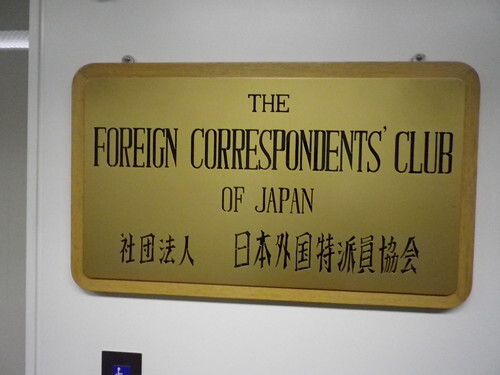 THE
FOREIGN CORRESPONDENTS' CLUB
OF JAPAN
社団法人 日本外国特派員協会